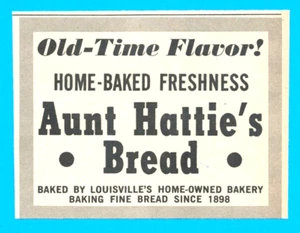 Old-Time Flavor!
HOME-BAKED FRESHNESS
Aunt Hattie's
• Bread •
BAKED BY LOUISVILLE'S HOME-OWNED BAKERY
BAKING FINE BREAD SINCE 1898